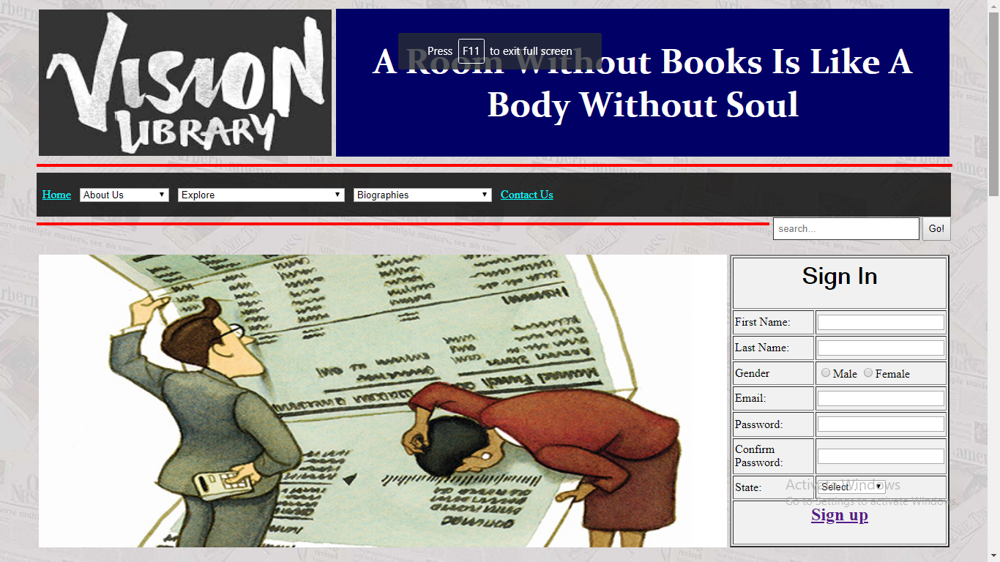 VISION
LIBRARY
Press F11 to exit full screen
A Room Without Books Is Like A
Body Without Soul
Home About Us Explore Biographies Contact Us
search... Go!
Sign In
First Name:
Last Name:
Gender Male Female
Email:
Password:
Confirm
Password:
State: Select
Activate Windows
Go to Settings to activate Windows.
Sign up